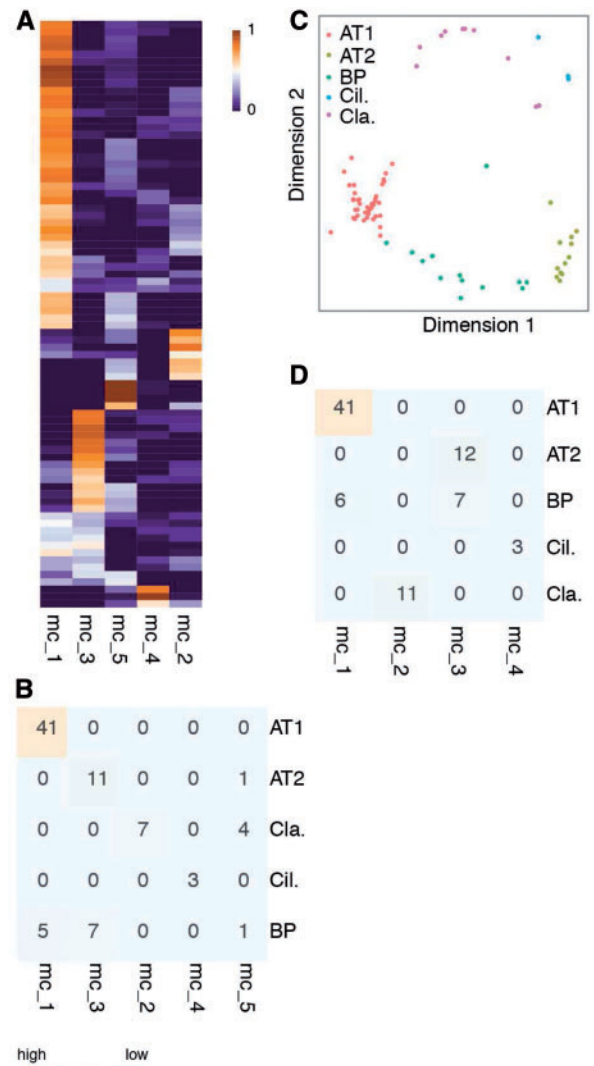 A
1
0
mc_1 mc_3 mc_5 mc_4 mc_2
B
41 0 0 0 0 AT1
0 11 0 0 1 AT2
0 0 7 0 4 Cla.
0 0 0 3 0 Cil.
5 7 0 0 1 BP
mc_1 mc_3 mc_2 mc_4 mc_5
high low
C
AT1
AT2
BP
Cil.
Cla.
Dimension 2
Dimension 1
D
41 0 0 0 AT1
0 0 12 0 AT2
6 0 7 0 BP
0 0 0 3 Cil.
0 11 0 0 Cla.
mc_1 mc_2 mc_3 mc_4